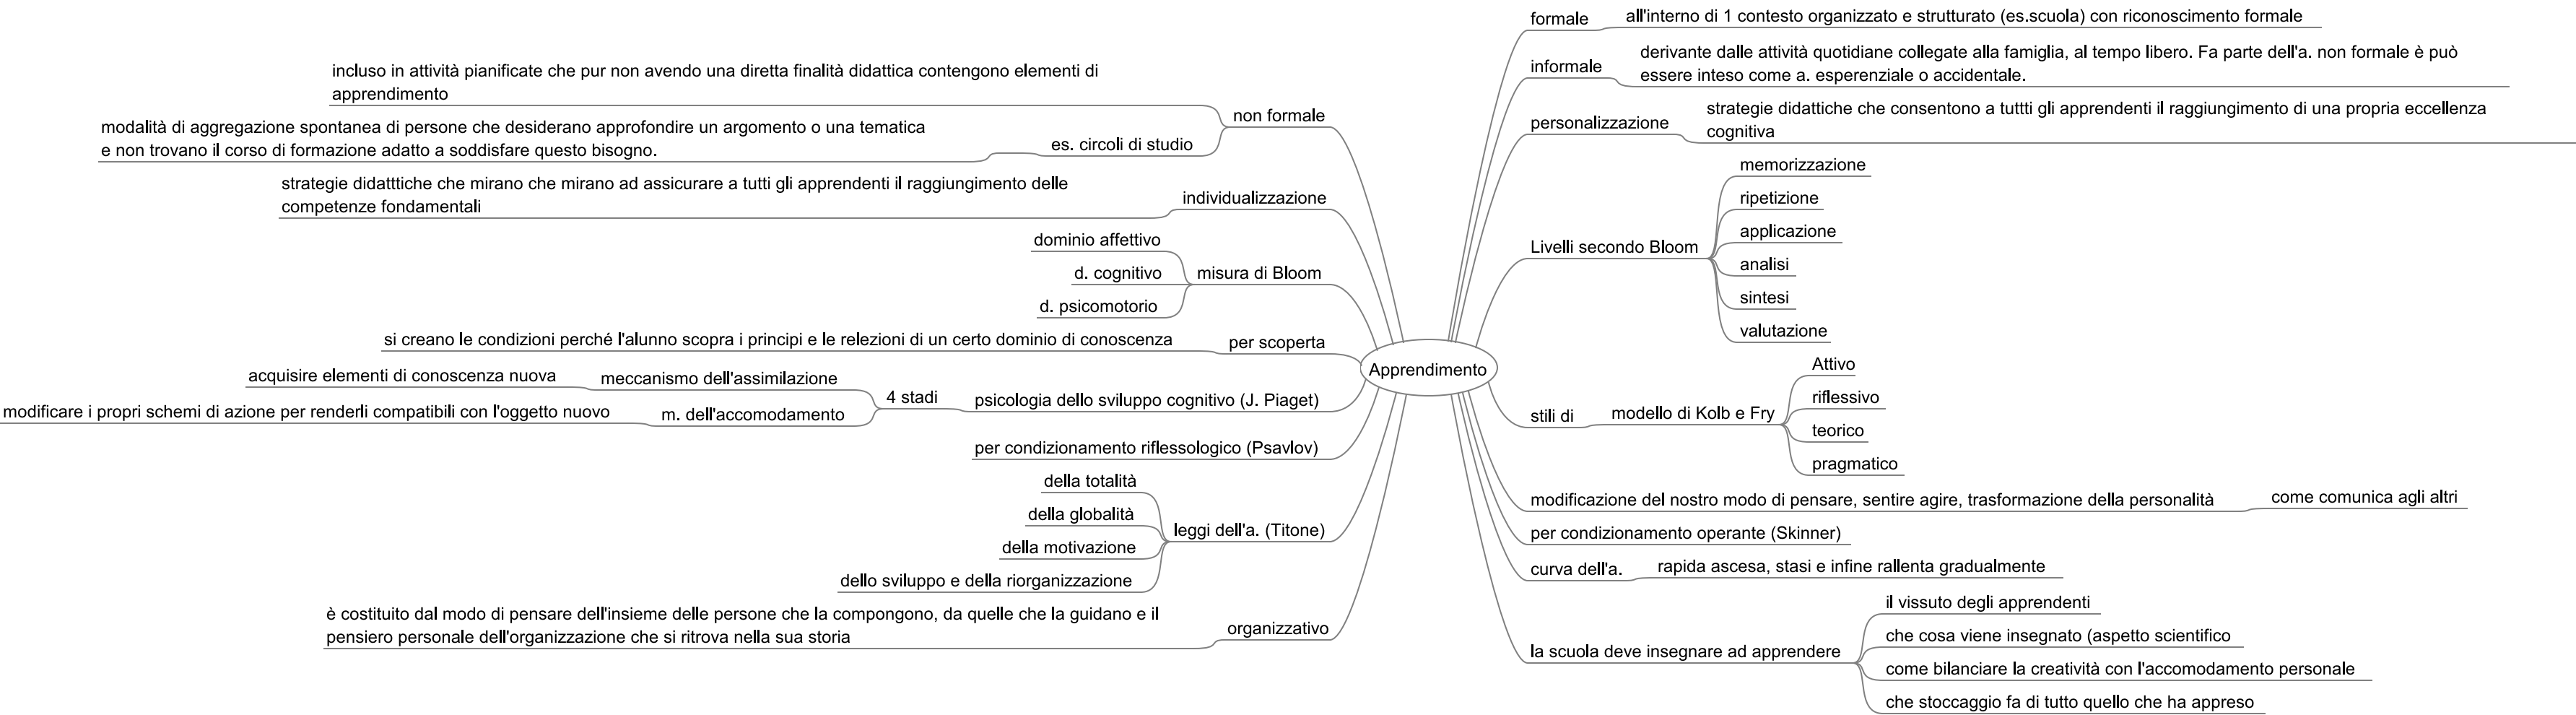 Apprendimento
formale
all'interno di 1 contesto organizzato e strutturato (es.scuola) con riconoscimento formale
informale
derivante dalle attività quotidiane collegate alla famiglia, al tempo libero. Fa parte dell'a. non formale è può
essere inteso come a. esperenziale o accidentale.
personalizzazione
strategie didattiche che consentono a tuttti gli apprendenti il raggiungimento di una propria eccellenza
cognitiva
Livelli secondo Bloom
memorizzazione
ripetizione
applicazione
analisi
sintesi
valutazione
stili di
modello di Kolb e Fry
Attivo
riflessivo
teorico
pragmatico
modificazione del nostro modo di pensare, sentire agire, trasformazione della personalità
come comunica agli altri
per condizionamento operante (Skinner)
curva dell'a.
rapida ascesa, stasi e infine rallenta gradualmente
la scuola deve insegnare ad apprendere
il vissuto degli apprendenti
che cosa viene insegnato (aspetto scientifico
come bilanciare la creatività con l'accomodamento personale
che stoccaggio fa di tutto quello che ha appreso
non formale
incluso in attività pianificate che pur non avendo una diretta finalità didattica contengono elementi di
apprendimento
es. circoli di studio
modalità di aggregazione spontanea di persone che desiderano approfondire un argomento o una tematica
e non trovano il corso di formazione adatto a soddisfare questo bisogno.
individualizzazione
strategie didatttiche che mirano che mirano ad assicurare a tutti gli apprendenti il raggiungimento delle
competenze fondamentali
misura di Bloom
dominio affettivo
d. cognitivo
d. psicomotorio
per scoperta
si creano le condizioni perché l'alunno scopra i principi e le relezioni di un certo dominio di conoscenza
psicologia dello sviluppo cognitivo (J. Piaget)
4 stadi
meccanismo dell'assimilazione
acquisire elementi di conoscenza nuova
m. dell'accomodamento
modificare i propri schemi di azione per renderli compatibili con l'oggetto nuovo
per condizionamento riflessologico (Psavlov)
leggi dell'a. (Titone)
della totalità
della globalità
della motivazione
dello sviluppo e della riorganizzazione
organizzativo
è costituito dal modo di pensare dell'insieme delle persone che la compongono, da quelle che la guidano e il
pensiero personale dell'organizzazione che si ritrova nella sua storia